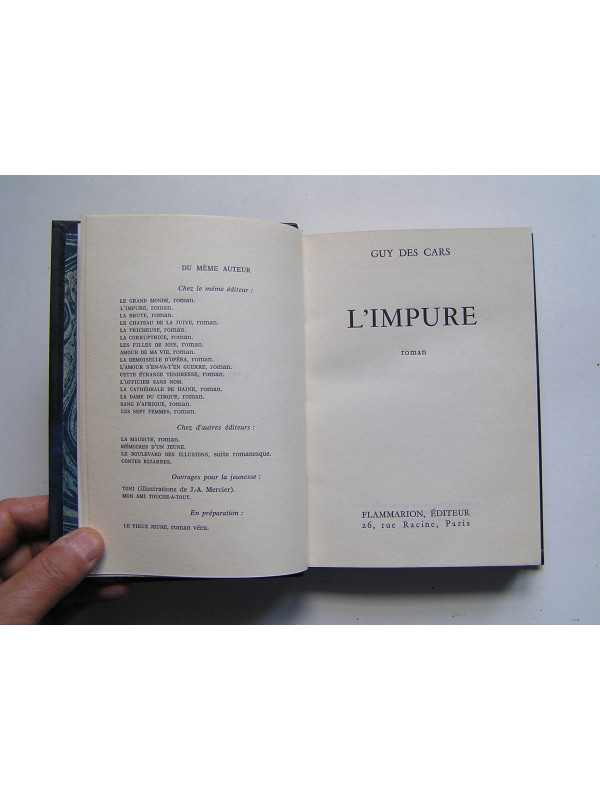 DU MÊME AUTEUR
Chez le même éditeur :
LE GRAND MONDE, roman.
L'IMPURE, roman.
LA BRUTE, roman.
LE CHATEAU DE LA JUIVE, roman.
LA TRICHEUSE, roman.
LA CORRUPTRICE, roman.
LES FILLES DE JOIE, roman.
AMOUR DE MA VIE, roman.
LA DEMOISELLE D'OPÉRA, roman.
L'AMOUR S'EN-VA-T'EN GUERRE, roman.
CETTE ÉTRANGE TENDRESSE, roman.
L'OFFICIER SANS NOM.
LA CATHÉDRALE DE HAINE, roman.
LA DAME DU CIRQUE, roman.
SANG D'AFRIQUE, roman.
LES SEPT FEMMES, roman.
Chez d'autres éditeurs :
LA MAUDITE, roman.
MÉMOIRES D'UN JEUNE.
LE BOULEVARD DES ILLUSIONS, suite romanesque.
CONTES BIZARRES.
Ouvrages pour la jeunesse :
TONI (illustrations de J.-A. Mercier).
MON AMI TOUCHE-A-TOUT.
En préparation :
LE VIEUX JEUNE, roman vécu.
GUY DES CARS
L'IMPURE
roman
FLAMMARION, ÉDITEUR
26, rue Racine, Paris